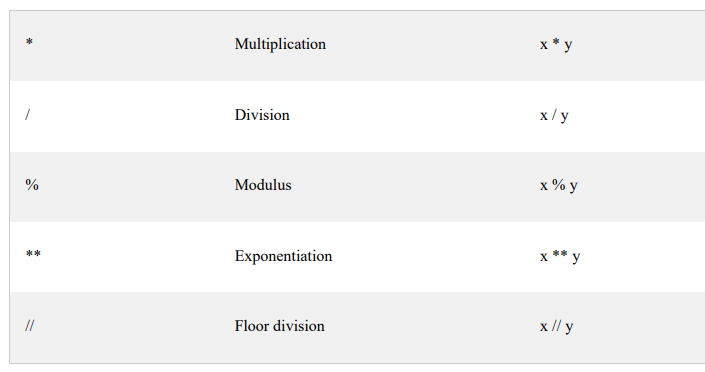 * Multiplication x * y
/ Division x / y
% Modulus x % y
** Exponentiation x ** y
// Floor division x // y